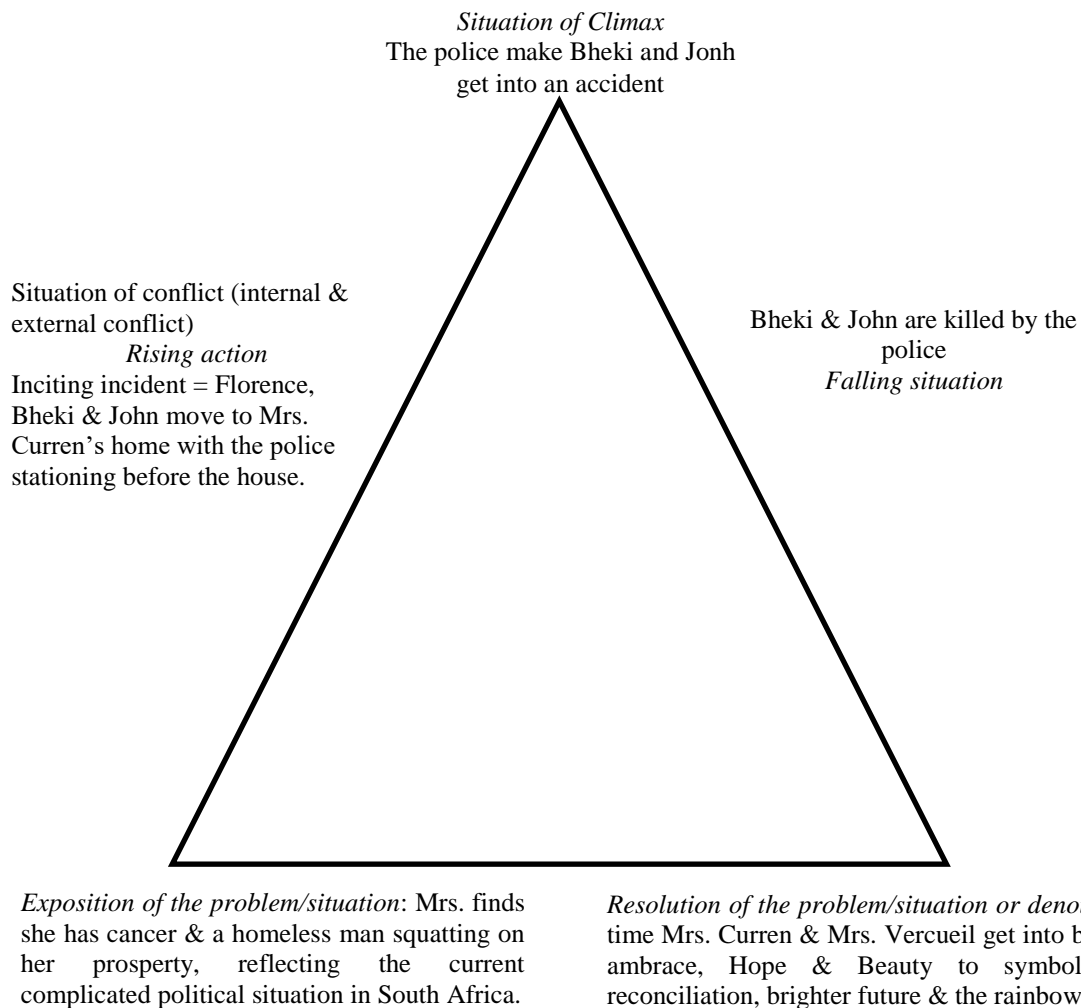 Situation of Climax
The police make Bheki and Jonh
get into an accident
Situation of conflict (internal &
external conflict)
Rising action
Inciting incident = Florence,
Bheki & John move to Mrs.
Curren's home with the police
stationing before the house.
Bheki & John are killed by the
police
Falling situation
Exposition of the problem/situation: Mrs. finds
she has cancer & a homeless man squatting on
her prosperty, reflecting the current
complicated political situation in South Africa.
Resolution of the problem/situation or
time Mrs. Curren & Mrs. Vercueil get into
ambrace, Hope & Beauty to
reconciliation, brighter future & the rainbow